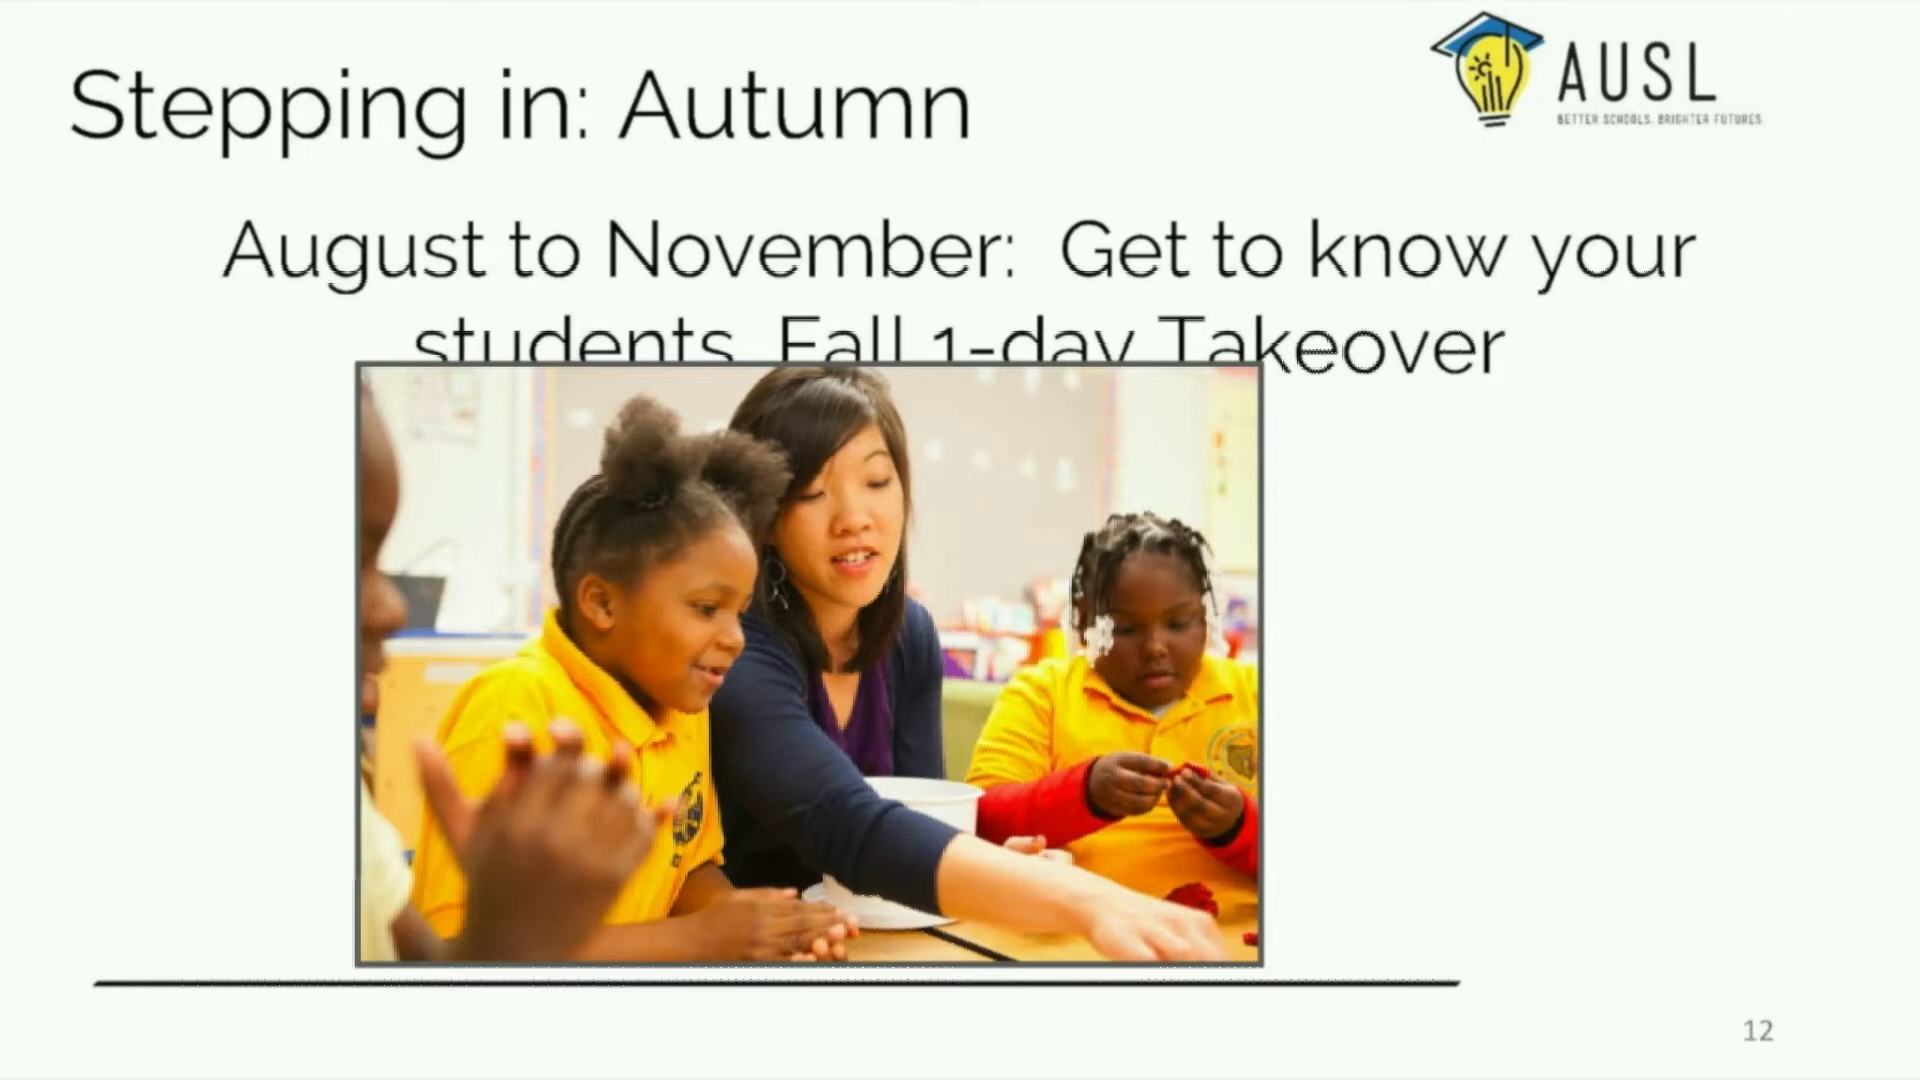 Stepping in: Autumn
AUSL
BETTER SCHOOLS. BRIGHTER FUTURES.
August to November: Get to know your
students, Fall 1-day Takeover
12